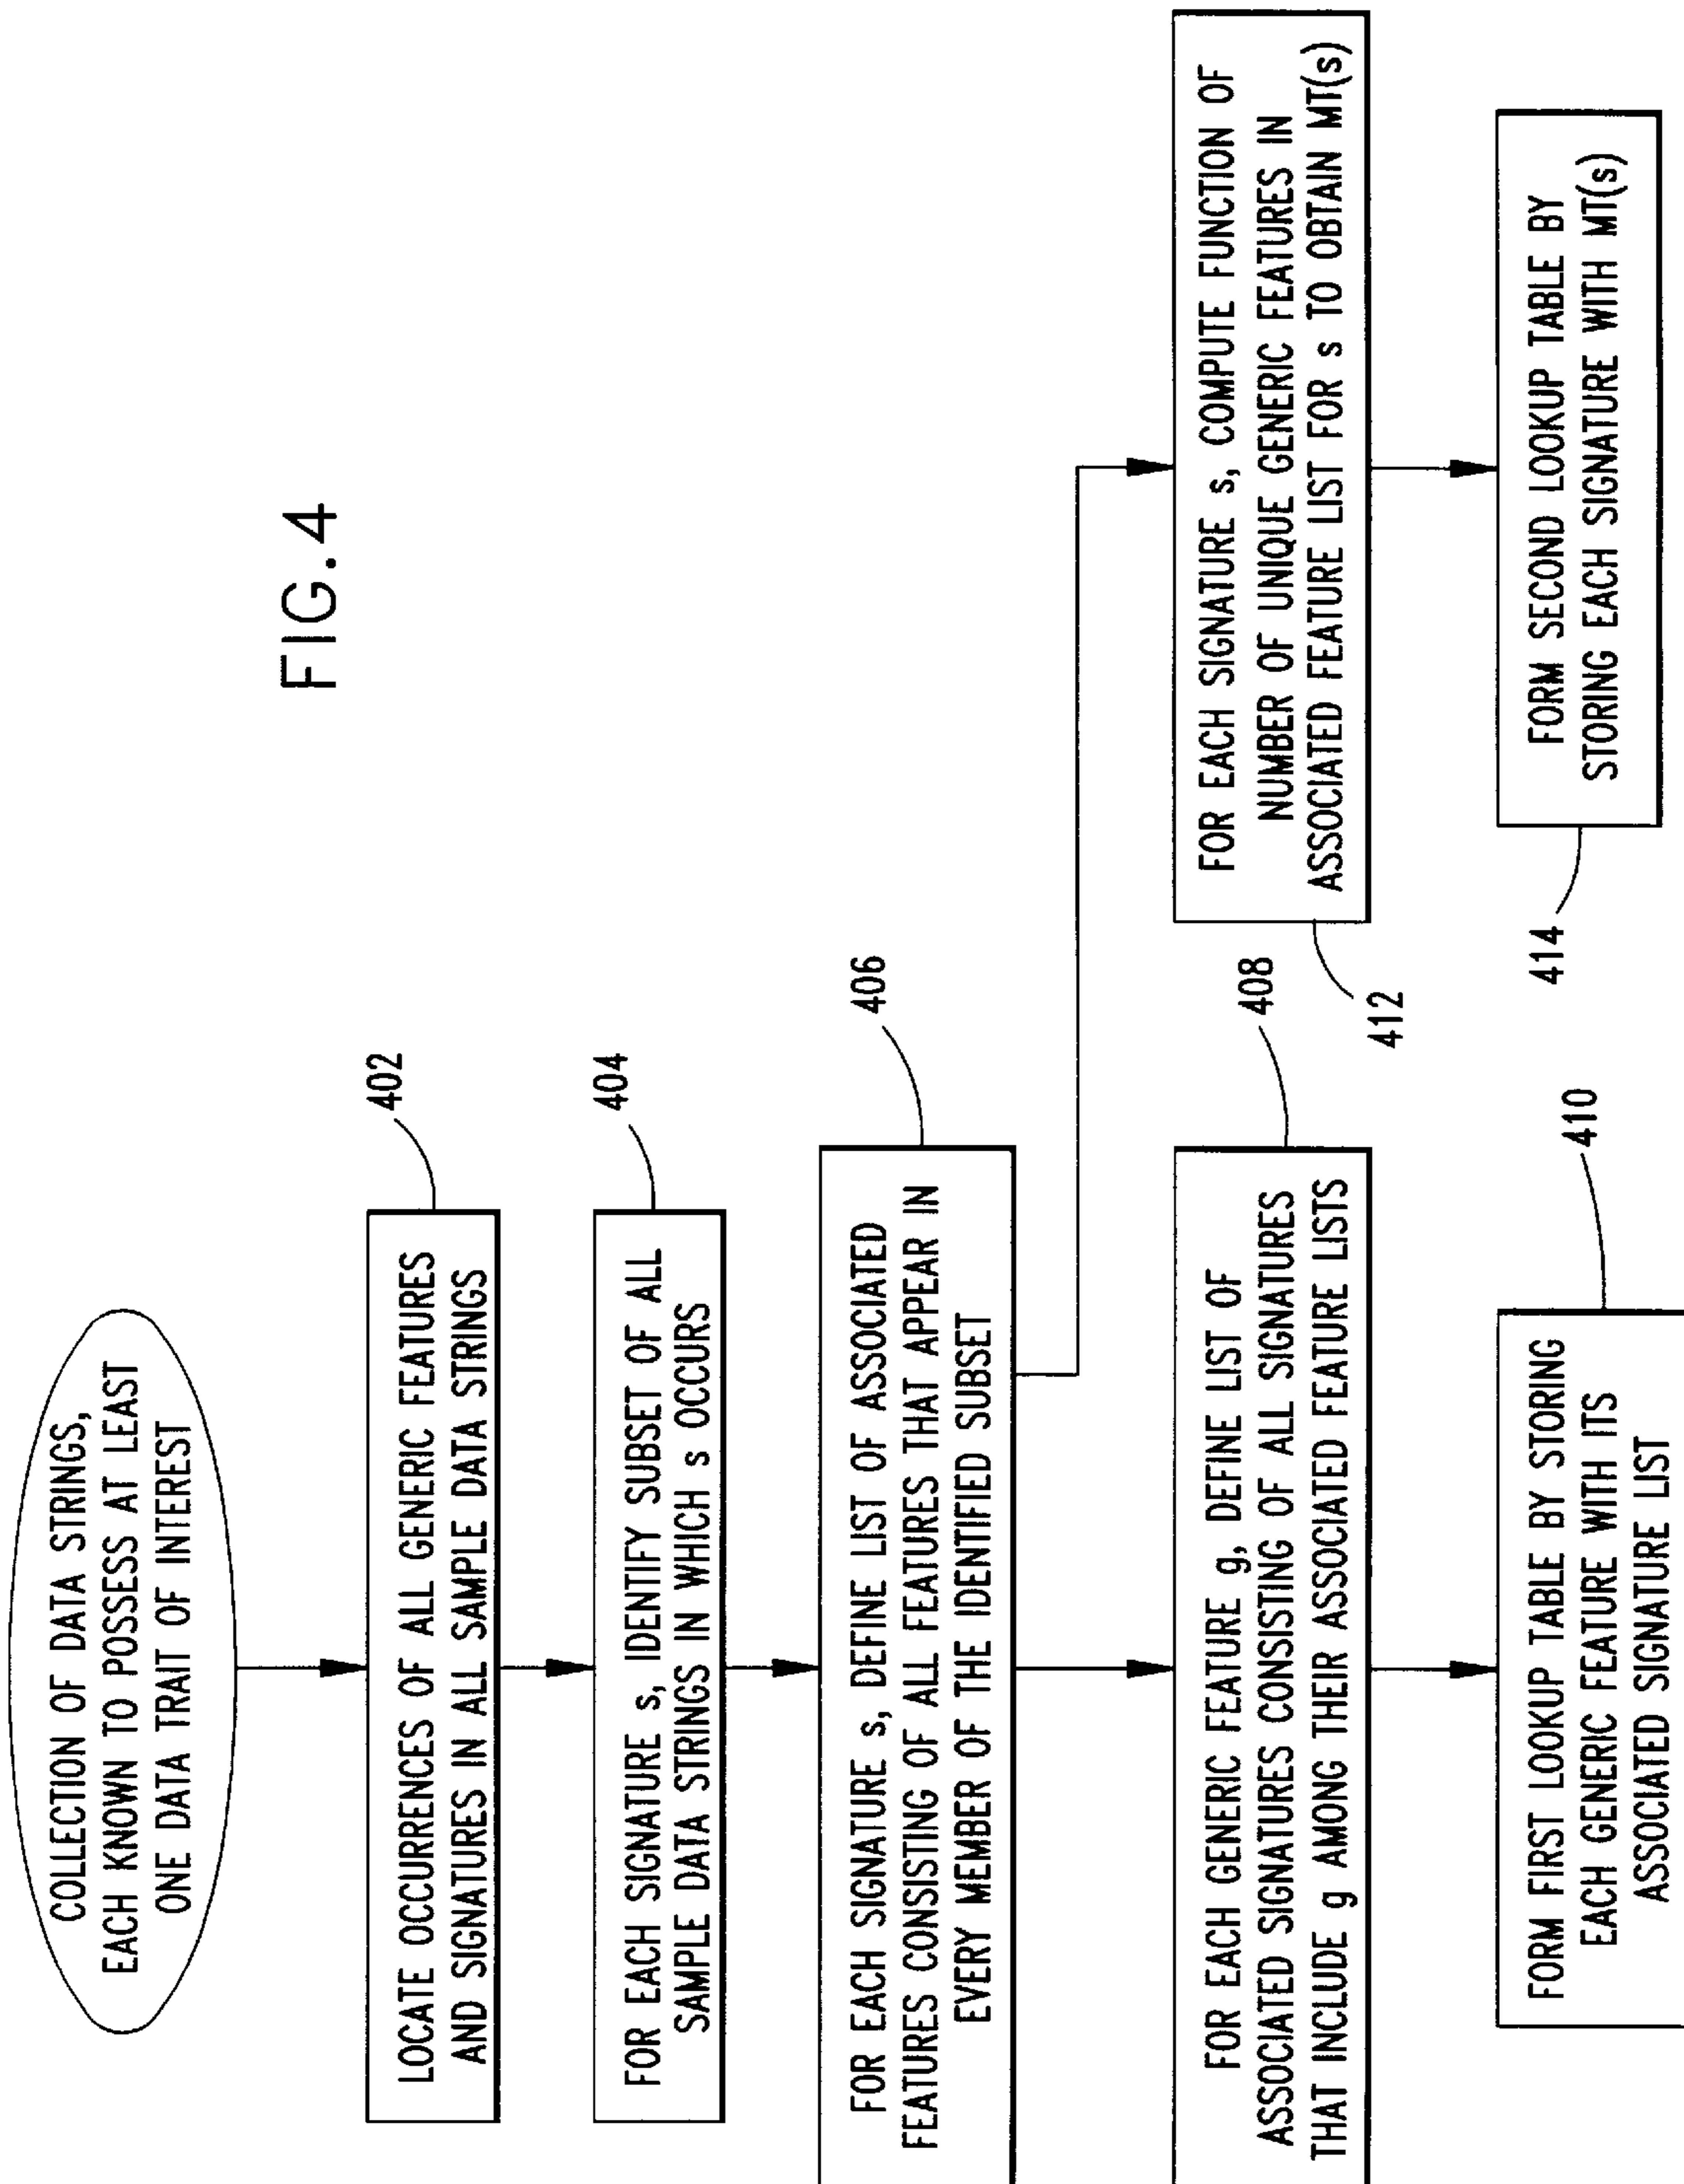 FIG.4
COLLECTION OF DATA STRINGS,
EACH KNOWN TO POSSESS AT LEAST
ONE DATA TRAIT OF INTEREST
402
LOCATE OCCURRENCES OF ALL GENERIC FEATURES
AND SIGNATURES IN ALL SAMPLE DATA STRINGS
404
FOR EACH SIGNATURE s, IDENTIFY SUBSET OF ALL
SAMPLE DATA STRINGS IN WHICH s OCCURS
406
FOR EACH SIGNATURE s, DEFINE LIST OF ASSOCIATED
FEATURES CONSISTING OF ALL FEATURES THAT APPEAR IN
EVERY MEMBER OF THE IDENTIFIED SUBSET
408
FOR EACH GENERIC FEATURE g, DEFINE LIST OF
ASSOCIATED SIGNATURES CONSISTING OF ALL SIGNATURES
THAT INCLUDE g AMONG THEIR ASSOCIATED FEATURE LISTS
410
FORM FIRST LOOKUP TABLE BY STORING
EACH GENERIC FEATURE WITH ITS
ASSOCIATED SIGNATURE LIST
412
FOR EACH SIGNATURE s, COMPUTE FUNCTION OF
NUMBER OF UNIQUE GENERIC FEATURES IN
ASSOCIATED FEATURE LIST FOR s TO OBTAIN MT(s)
414
FORM SECOND LOOKUP TABLE BY
STORING EACH SIGNATURE WITH MT(s)